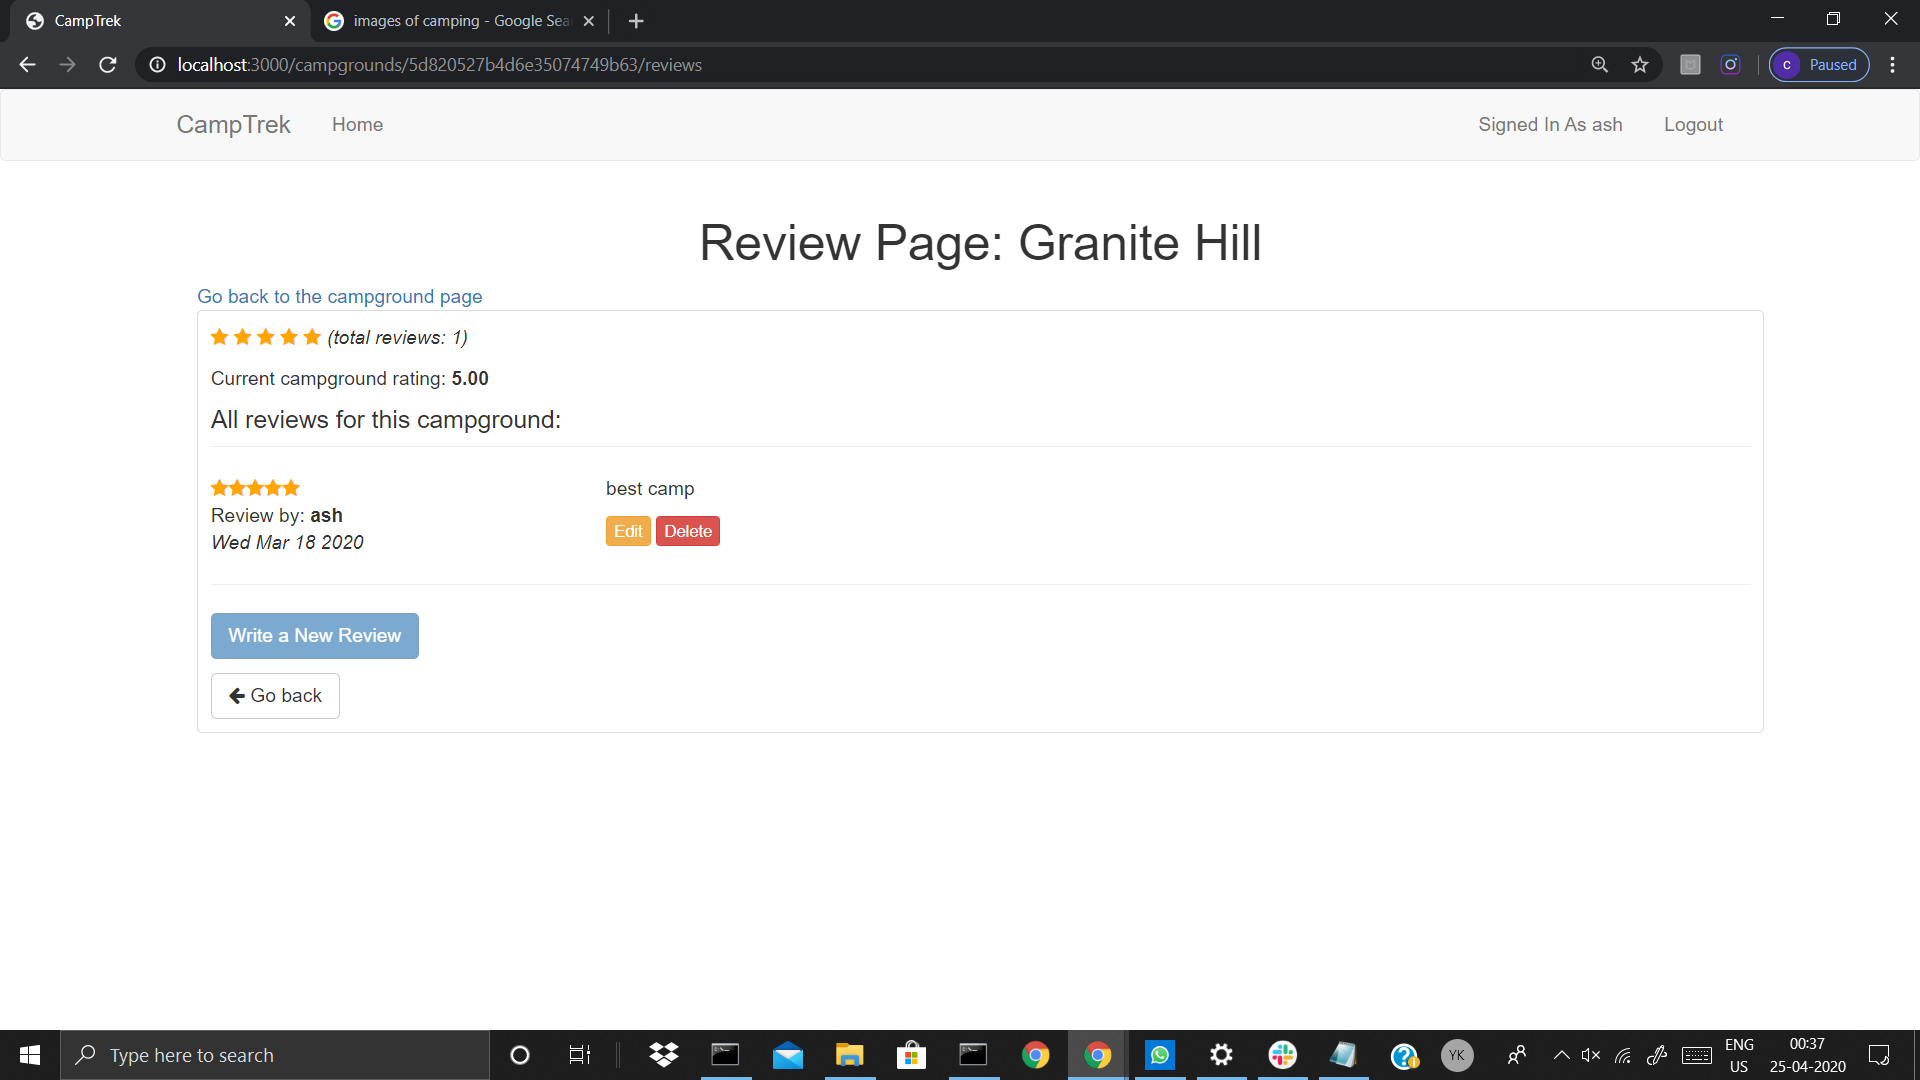 CampTrek
images of camping - Google Sea
localhost:3000/campgrounds/5d820527b4d6e35074749b63/reviews
c Paused
CampTrek Home Signed In As ash Logout
Review Page: Granite Hill
Go back to the campground page
(total reviews: 1)
Current campground rating: 5.00
All reviews for this campground:
best camp
Review by: ash
Edit Delete
Wed Mar 18 2020
Write a New Review
Go back
Type here to search
YK
ENG
US
00:37
25-04-2020